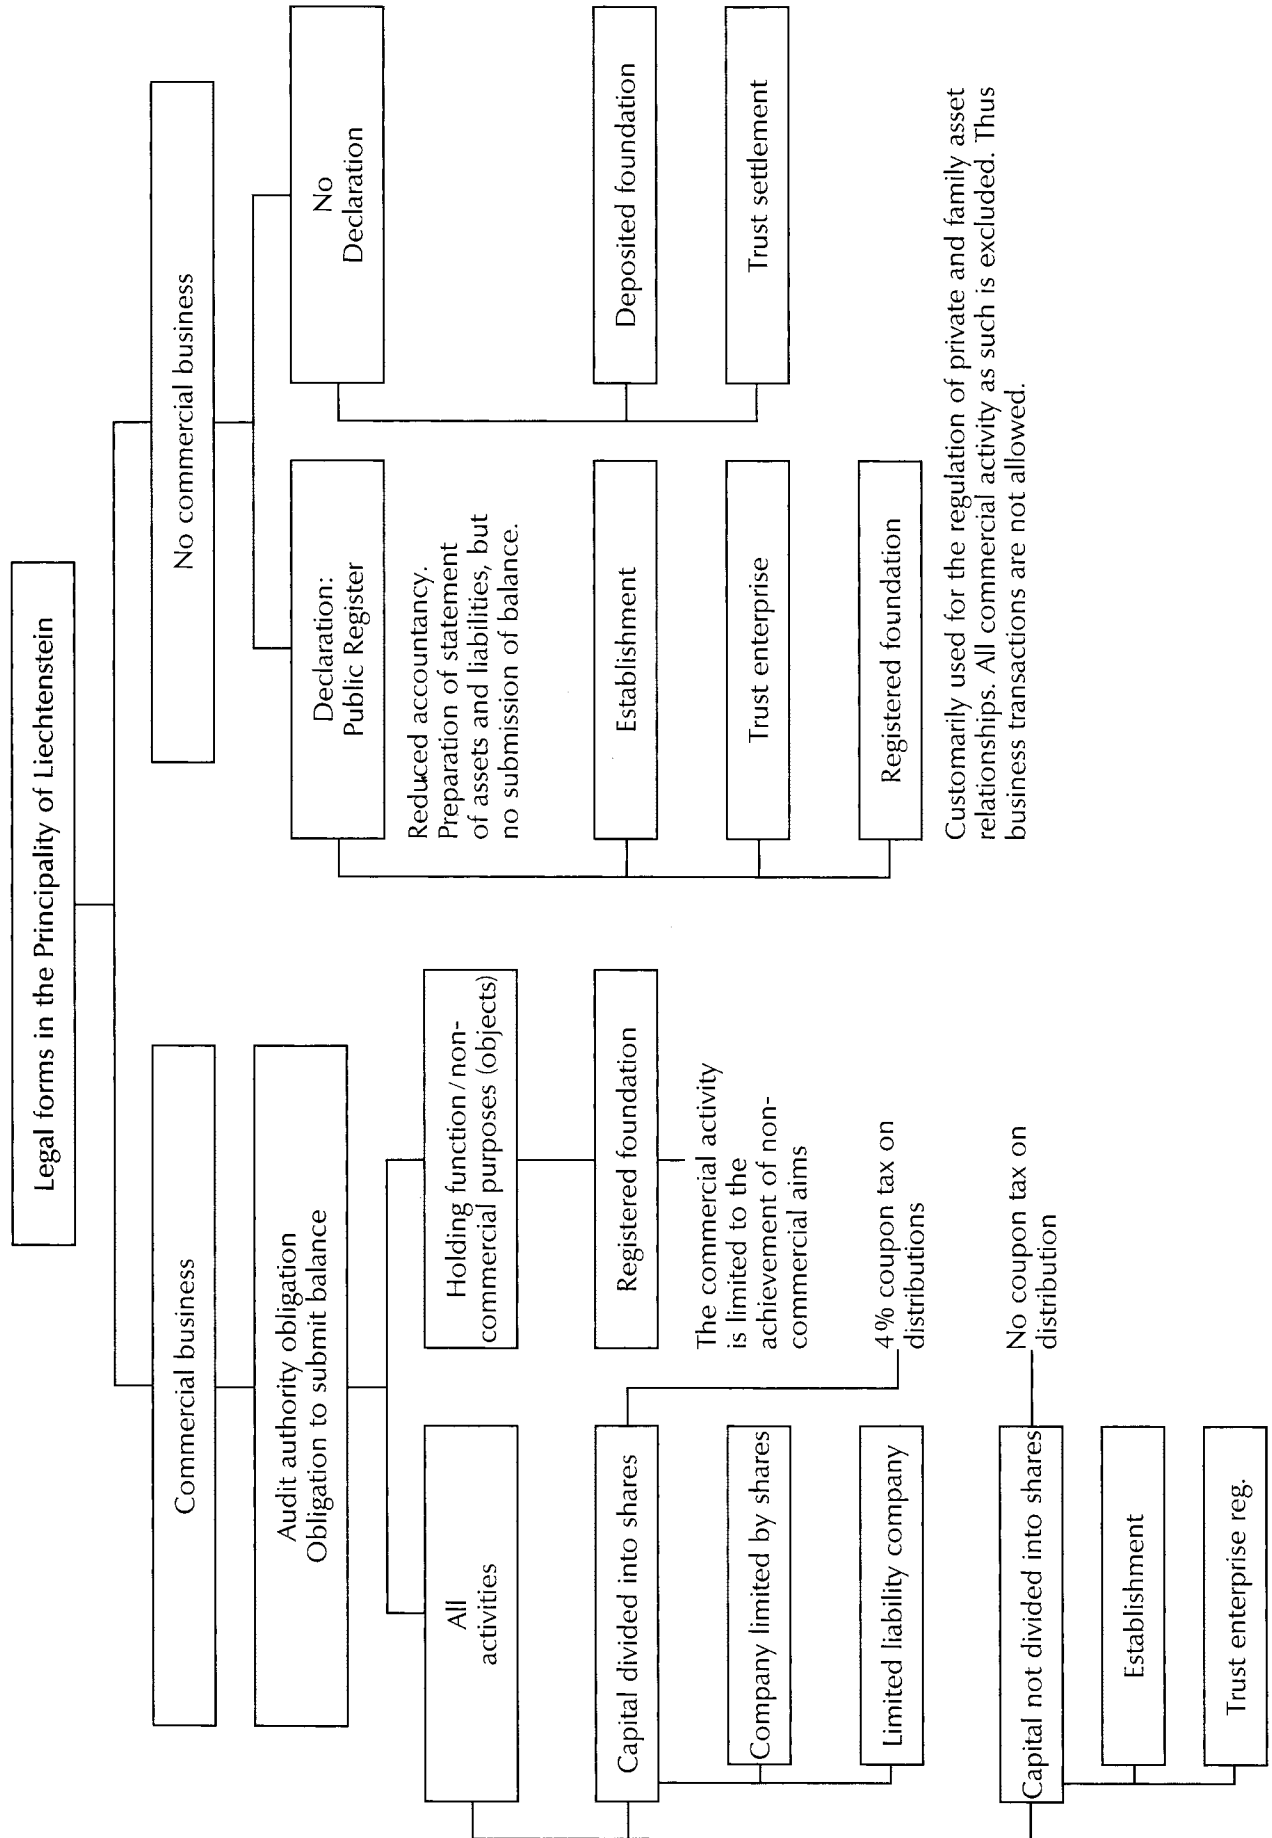 Legal forms in the Principality of Liechtenstein
Commercial business
No commercial business
Audit authority obligation
Obligation to submit balance
Declaration:
Public Register
No
Declaration
All
activities
Holding function/non-
commercial purposes (objects)
Reduced accountancy.
Preparation of statement
of assets and liabilities, but
no submission of balance.
Capital divided into shares
Registered foundation
Establishment
Deposited foundation
Company limited by shares
The commercial activity
is limited to the
achievement of non-
commercial aims
Trust enterprise
Trust settlement
Limited liability company
4% coupon tax on
distributions
Registered foundation
Customarily used for the regulation of private and family asset
relationships. All commercial activity as such is excluded. Thus
business transactions are not allowed.
Capital not divided into shares
No coupon tax on
distribution
Establishment
Trust enterprise reg.